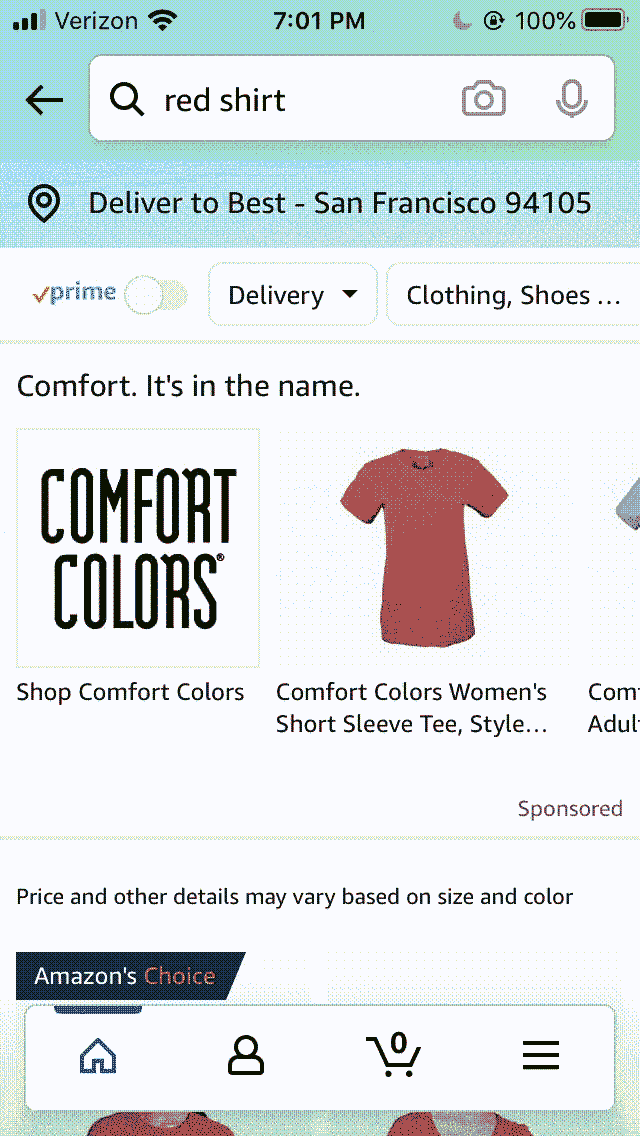 Verizon 7:01 PM 100%
red shirt
Deliver to Best - San Francisco 94105
prime Delivery Clothing, Shoes ...
Comfort. It's in the name.
COMFORT
COLORS®
Shop Comfort Colors
Comfort Colors Women's
Short Sleeve Tee, Style...
Com
Adul
Sponsored
Price and other details may vary based on size and color
Amazon's Choice
0